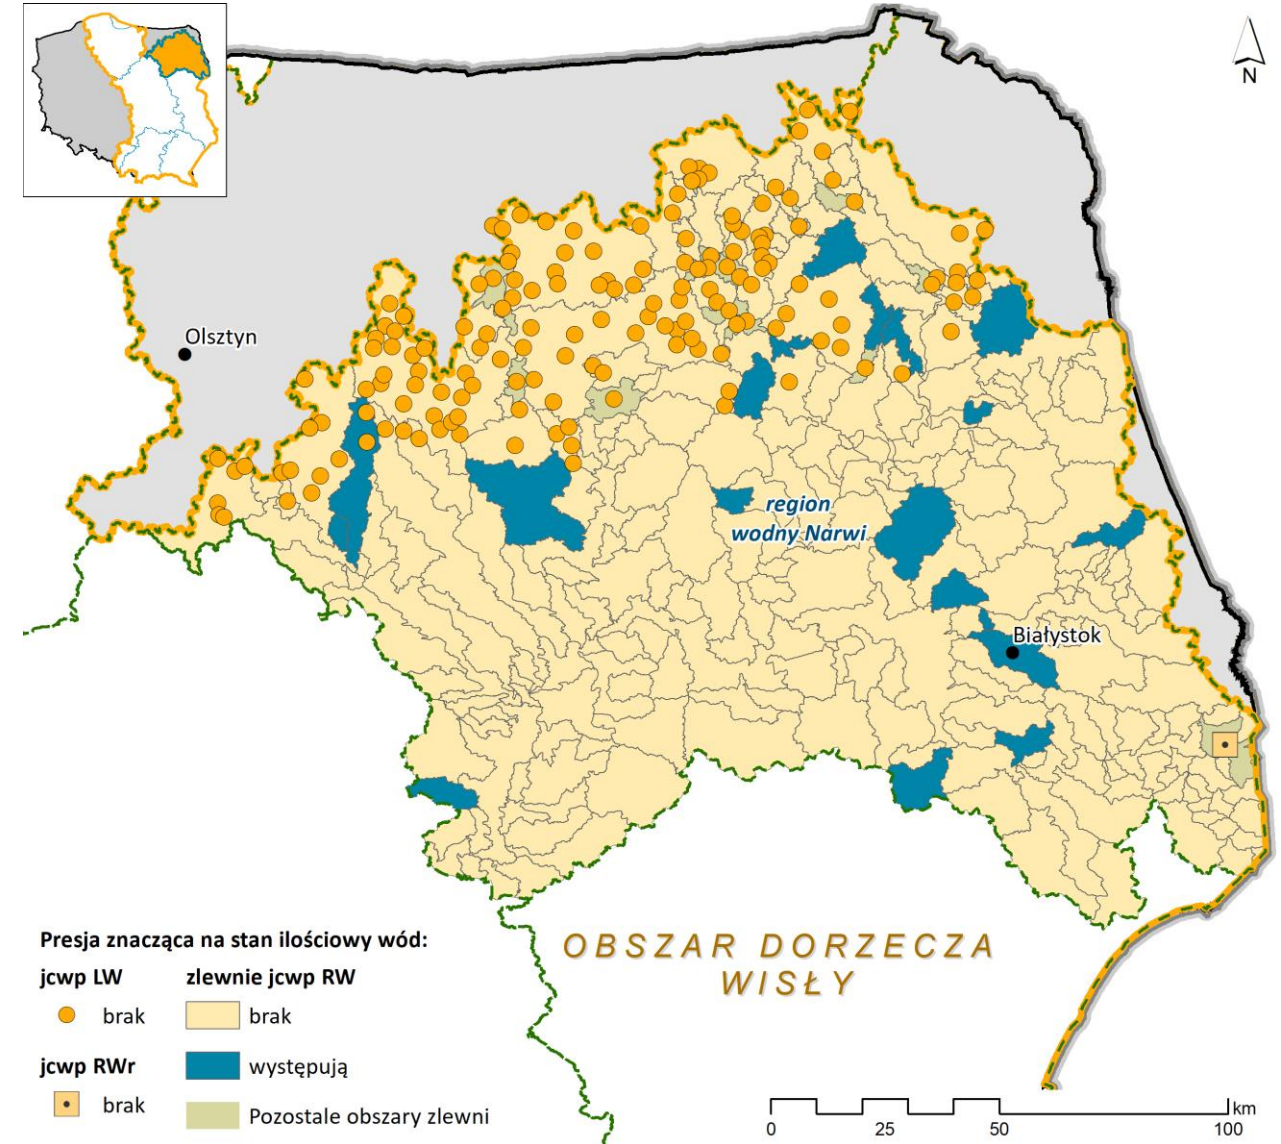 N
Olsztyn
region
wodny Narwi
Białystok
OBSZAR DORZECZA
WISŁY
Presja znacząca na stan ilościowy wód:
jcwp LW
zlewnie jcwp RW
brak
brak
jcwp RWr
występują
brak
Pozostałe obszary zlewni
km
0 25 50 100